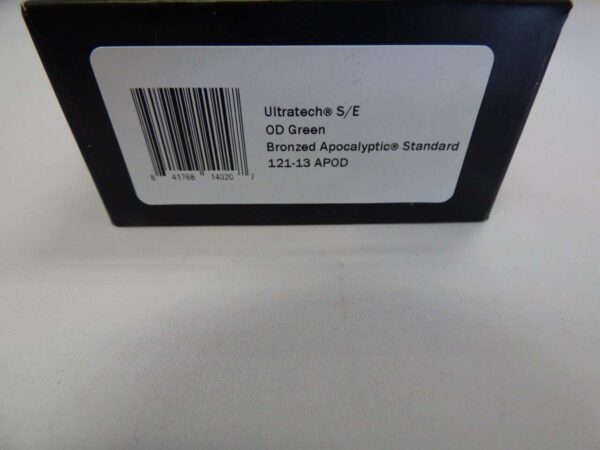 Ultratech® S/E
OD Green
Bronzed Apocalyptic® Standard
121-13 APOD
8 41768 14020 7